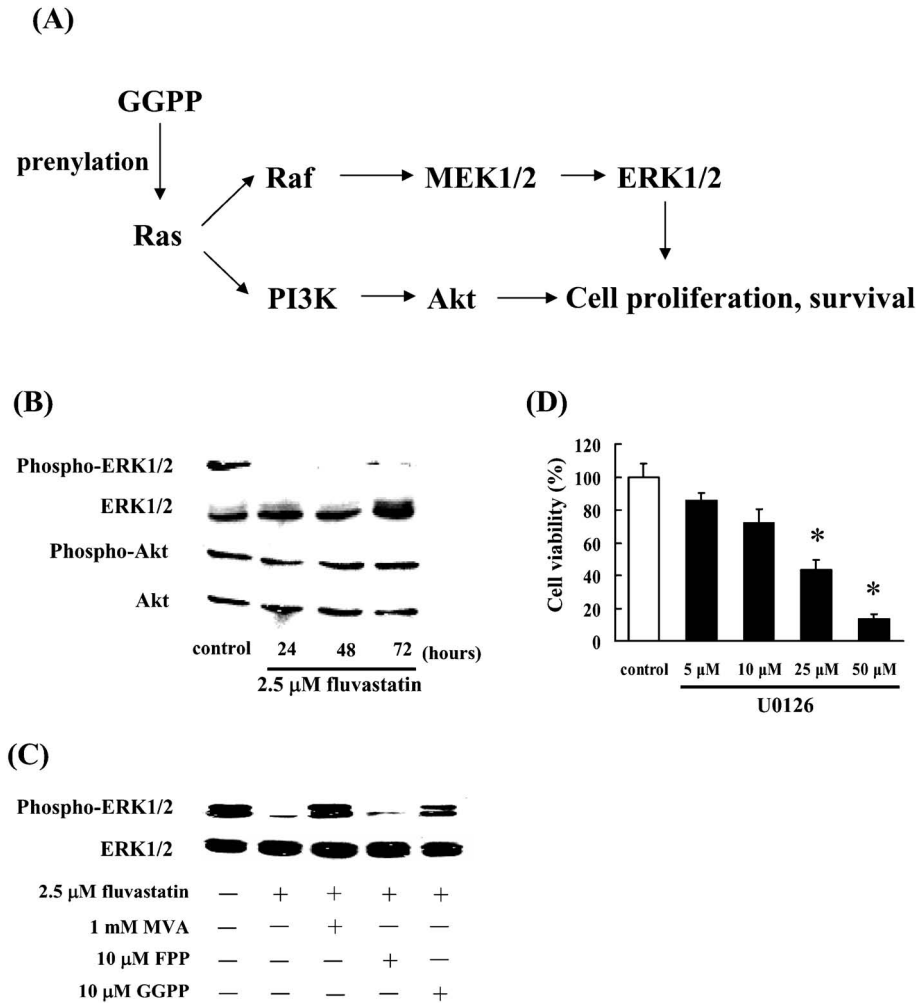 (A)
GGPP
prenylation
Raf
MEK1/2
ERK1/2
Ras
PI3K
Akt
Cell proliferation, survival
(B)
Phospho-ERK1/2
ERK1/2
Phospho-Akt
Akt
control 24 48 72 (hours)
2.5 μM fluvastatin
(D)
Cell viability (%)
120
100
80
60
40
20
0
* *
control 5 μM 10 μM 25 μM 50 μM
U0126
(C)
Phospho-ERK1/2
ERK1/2
2.5 μM fluvastatin — + + + +
1 mM MVA — — + — —
10 μM FPP — — — + —
10 μM GGPP — — — — +